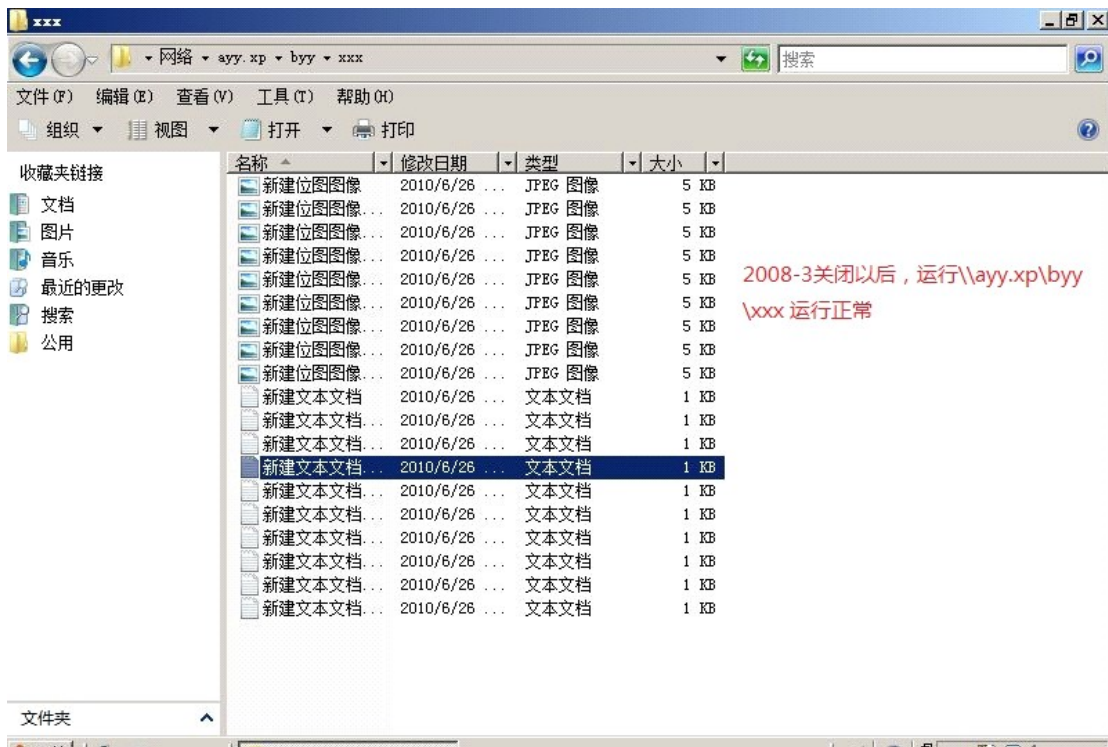 xxx
网络 ayy.xp byy xxx
搜索
文件(F) 编辑(E) 查看(V) 工具(T) 帮助(H)
组织 视图 打开 打印
收藏夹链接
文档
图片
音乐
最近的更改
搜索
公用
文件夹
名称 修改日期 类型 大小
新建位图图像 2010/6/26 ... JPEG 图像 5 KB
新建位图图像... 2010/6/26 ... JPEG 图像 5 KB
新建位图图像... 2010/6/26 ... JPEG 图像 5 KB
新建位图图像... 2010/6/26 ... JPEG 图像 5 KB
新建位图图像... 2010/6/26 ... JPEG 图像 5 KB
新建位图图像... 2010/6/26 ... JPEG 图像 5 KB
新建位图图像... 2010/6/26 ... JPEG 图像 5 KB
新建位图图像... 2010/6/26 ... JPEG 图像 5 KB
新建位图图像... 2010/6/26 ... JPEG 图像 5 KB
新建文本文档 2010/6/26 ... 文本文档 1 KB
新建文本文档... 2010/6/26 ... 文本文档 1 KB
新建文本文档... 2010/6/26 ... 文本文档 1 KB
新建文本文档... 2010/6/26 ... 文本文档 1 KB
新建文本文档... 2010/6/26 ... 文本文档 1 KB
新建文本文档... 2010/6/26 ... 文本文档 1 KB
新建文本文档... 2010/6/26 ... 文本文档 1 KB
新建文本文档... 2010/6/26 ... 文本文档 1 KB
新建文本文档... 2010/6/26 ... 文本文档 1 KB
新建文本文档... 2010/6/26 ... 文本文档 1 KB
2008-3关闭以后，运行\\ayy.xp\byy
\xxx 运行正常